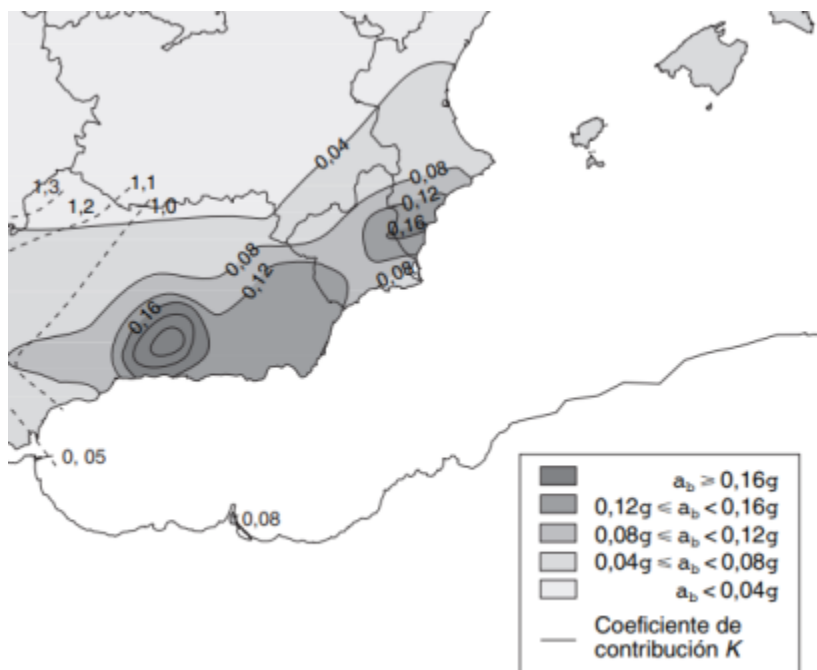 0,04
1,3
1,1
1,2
1,0
0,08
0,12
0,16
0,08
0,08
0,12
0,16
0, 05
0,08
a_b ≥ 0,16g
0,12g ≤ a_b < 0,16g
0,08g ≤ a_b < 0,12g
0,04g ≤ a_b < 0,08g
a_b < 0,04g
Coeficiente de
contribución K